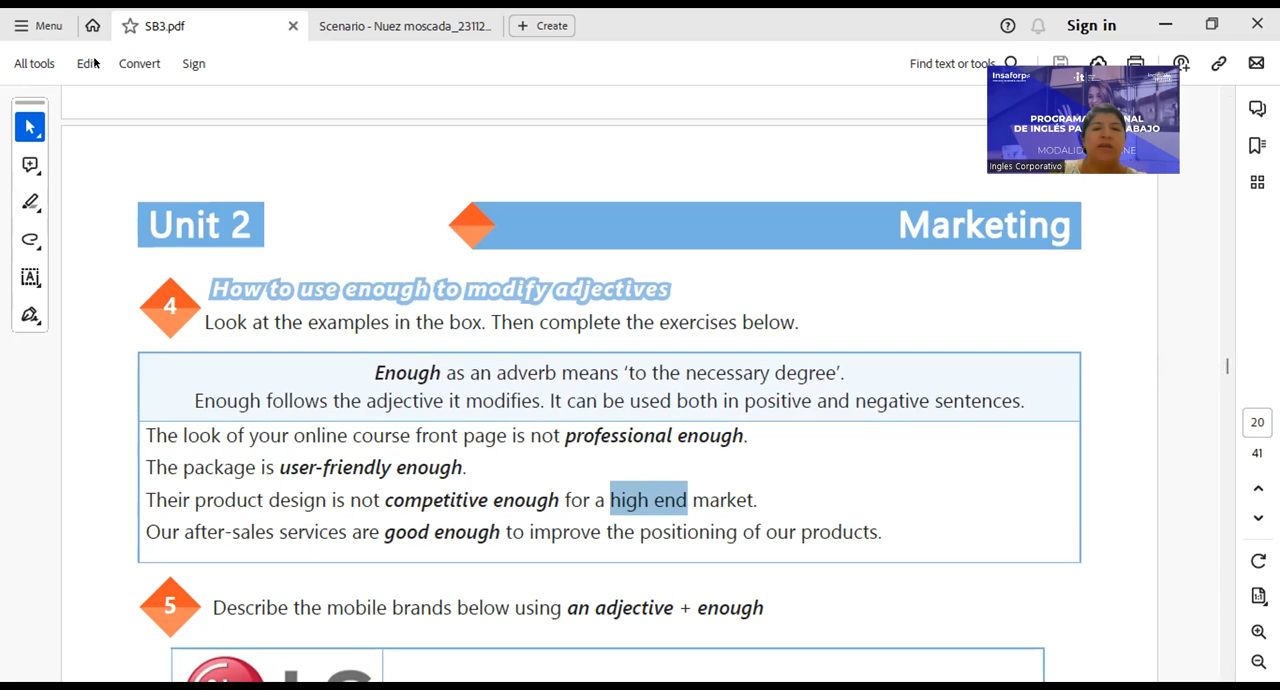 Menu
SB3.pdf
Scenario - Nuez moscada_23112...
Create
Sign in
All tools
Edit
Convert
Sign
Find text or tools
Insaforp
PROGRAMA
DE INGLÉS PA
Ingles Corporativo
Unit 2
Marketing
4
How to use enough to modify adjectives
Look at the examples in the box. Then complete the exercises below.
Enough as an adverb means ‘to the necessary degree’.
Enough follows the adjective it modifies. It can be used both in positive and negative sentences.
The look of your online course front page is not professional enough.
The package is user-friendly enough.
Their product design is not competitive enough for a high end market.
Our after-sales services are good enough to improve the positioning of our products.
5
Describe the mobile brands below using an adjective + enough
20
41